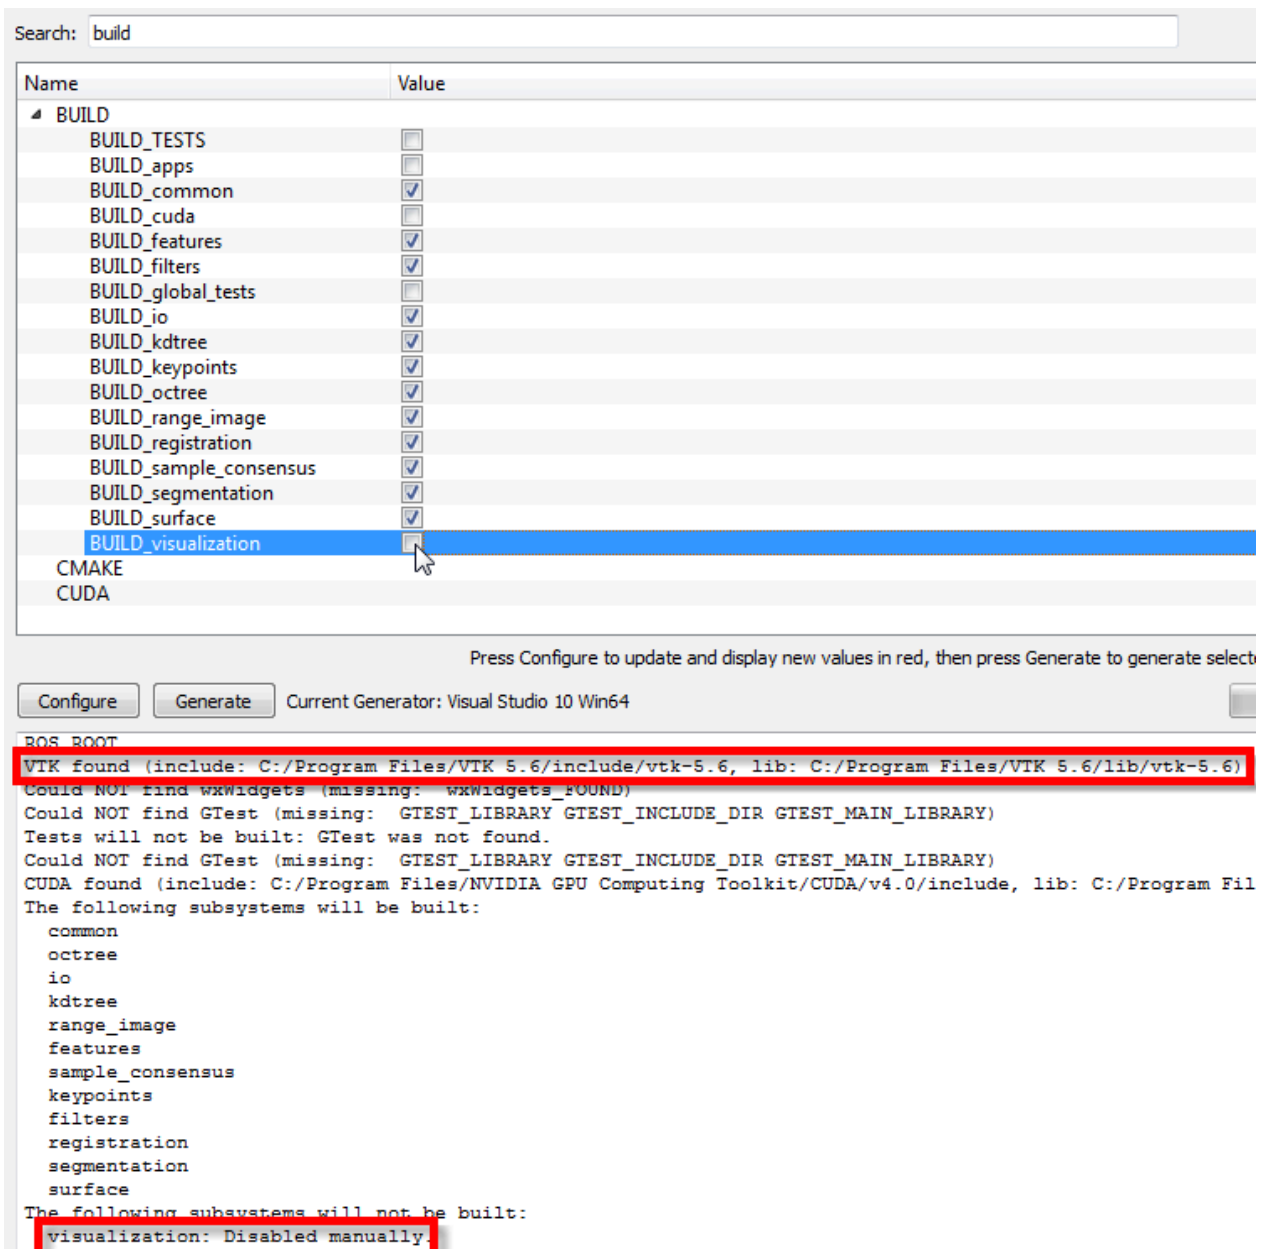 Search: build
Name Value
BUILD
BUILD_TESTS
BUILD_apps
BUILD_common
BUILD_cuda
BUILD_features
BUILD_filters
BUILD_global_tests
BUILD_io
BUILD_kdtree
BUILD_keypoints
BUILD_octree
BUILD_range_image
BUILD_registration
BUILD_sample_consensus
BUILD_segmentation
BUILD_surface
BUILD_visualization
CMAKE
CUDA
Press Configure to update and display new values in red, then press Generate to generate select
Configure Generate Current Generator: Visual Studio 10 Win64
ROS_ROOT
VTK found (include: C:/Program Files/VTK 5.6/include/vtk-5.6, lib: C:/Program Files/VTK 5.6/lib/vtk-5.6)
Could NOT find wxWidgets (missing:  wxWidgets_FOUND)
Could NOT find GTest (missing:  GTEST_LIBRARY GTEST_INCLUDE_DIR GTEST_MAIN_LIBRARY)
Tests will not be built: GTest was not found.
Could NOT find GTest (missing:  GTEST_LIBRARY GTEST_INCLUDE_DIR GTEST_MAIN_LIBRARY)
CUDA found (include: C:/Program Files/NVIDIA GPU Computing Toolkit/CUDA/v4.0/include, lib: C:/Program Fil
The following subsystems will be built:
common
octree
io
kdtree
range_image
features
sample_consensus
keypoints
filters
registration
segmentation
surface
The following subsystems will not be built:
visualization: Disabled manually.